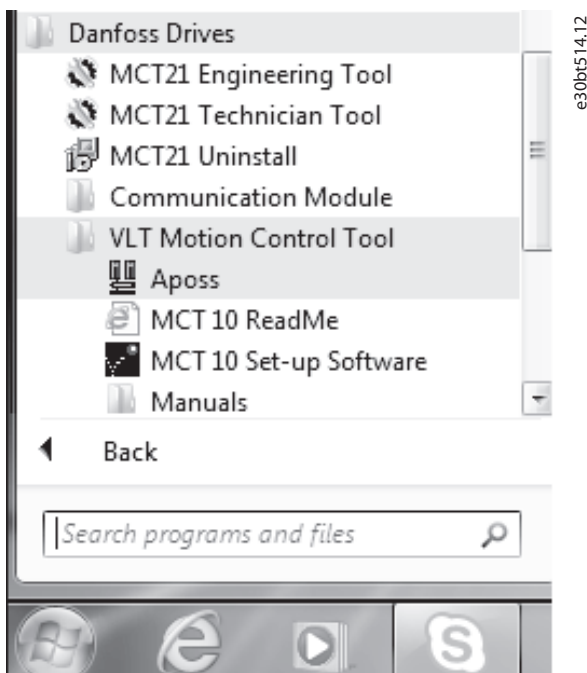 Danfoss Drives
MCT21 Engineering Tool
MCT21 Technician Tool
MCT21 Uninstall
Communication Module
VLT Motion Control Tool
Aposs
MCT 10 ReadMe
MCT 10 Set-up Software
Manuals
Back
Search programs and files
S
e30bt514.12